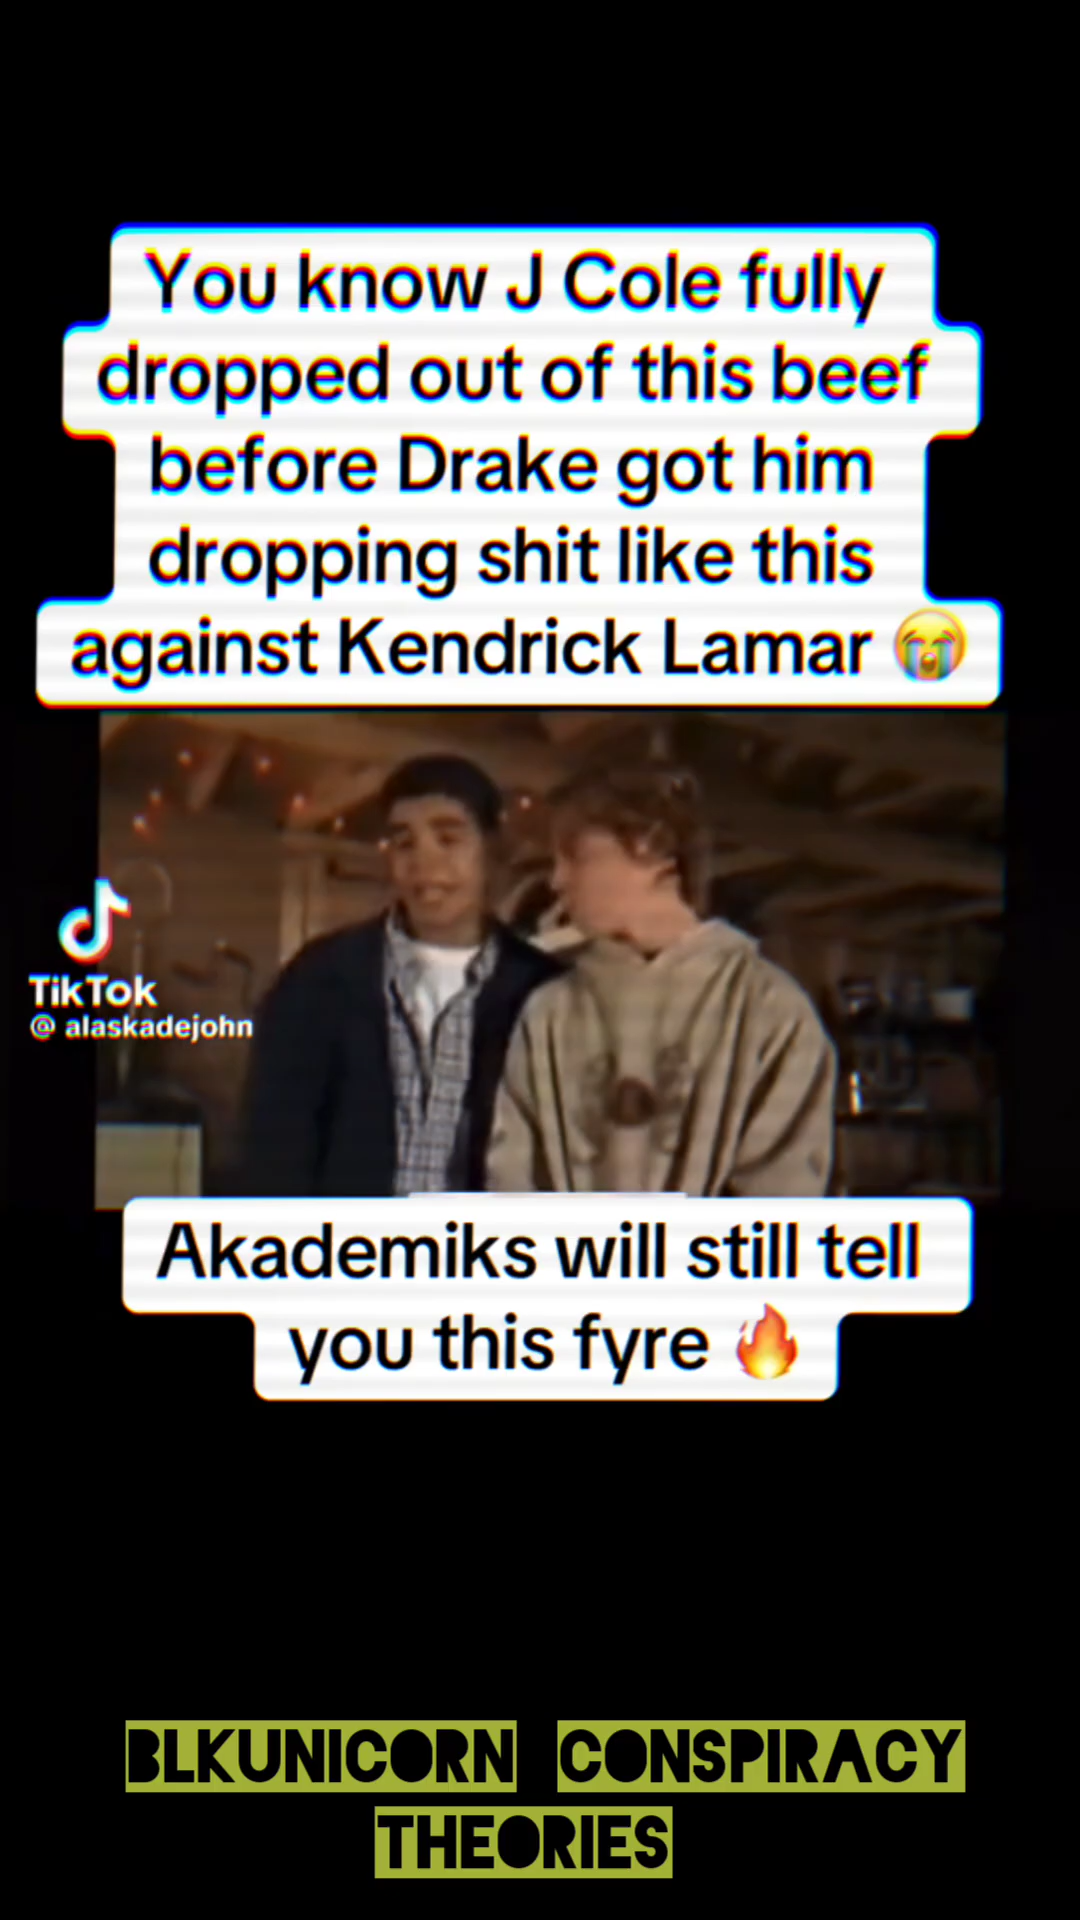 You know J Cole fully
dropped out of this beef
before Drake got him
dropping shit like this
against Kendrick Lamar 😭
TikTok
@ alaskadejohn
Akademiks will still tell
you this fyre 🔥
BLKUNICORN CONSPIRACY
THEORIES